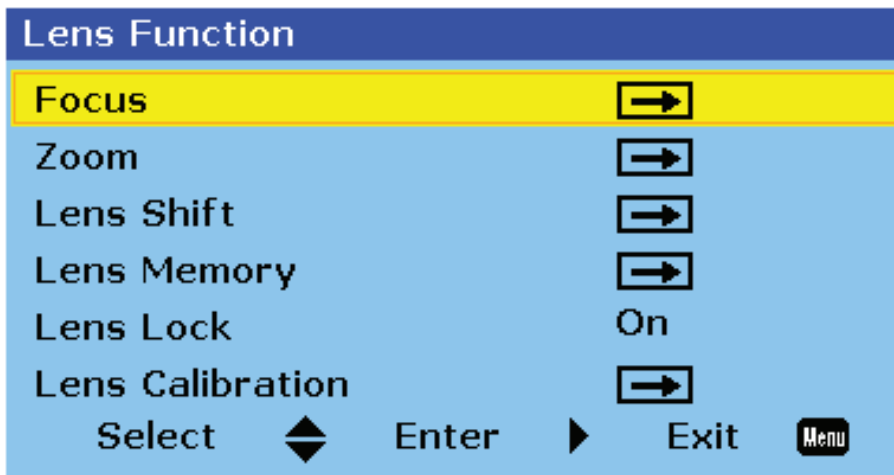 Lens Function
Focus
Zoom
Lens Shift
Lens Memory
Lens Lock On
Lens Calibration
Select Enter Exit Menu